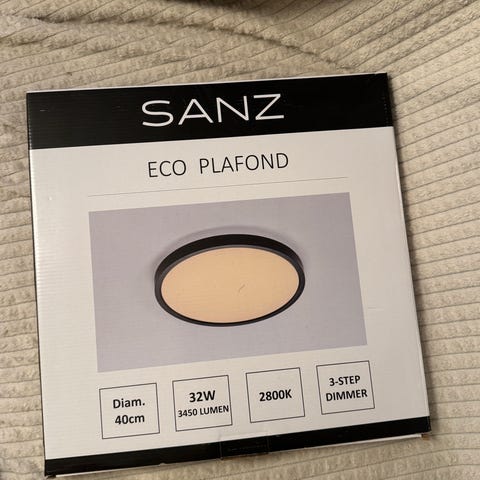 SANZ
ECO PLAFOND
Diam.
40cm
32W
3450 LUMEN
2800K
3-STEP
DIMMER